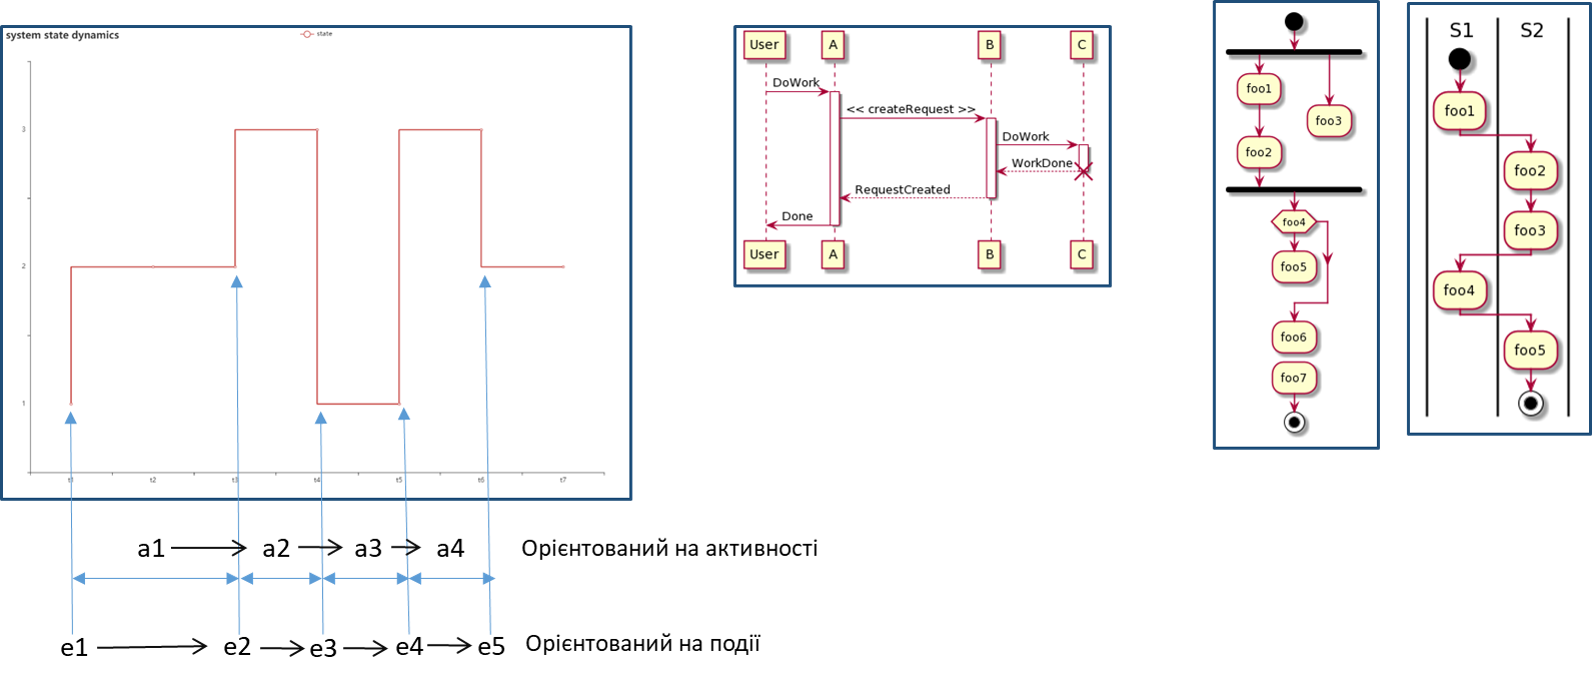 system state dynamics
state
3
2
1
t1
t2
t3
t4
t5
t6
t7
a1
a2
a3
a4
Орієнтований на активності
e1
e2
e3
e4
e5
Орієнтований на події
User
A
B
C
DoWork
<< createRequest >>
DoWork
WorkDone
RequestCreated
Done
User
A
B
C
foo1
foo3
foo2
foo4
foo5
foo6
foo7
S1
S2
foo1
foo2
foo3
foo4
foo5